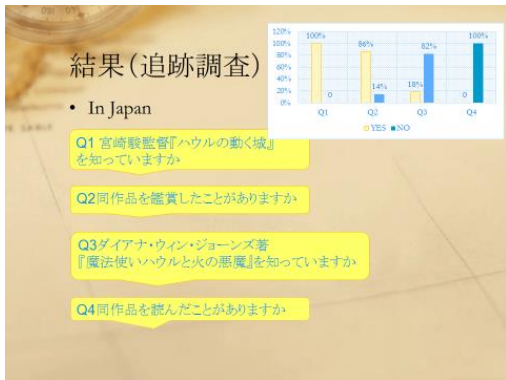 結果(追跡調査)
• In Japan
Q1 宮崎駿監督『ハウルの動く城』
を知っていますか
Q2同作品を鑑賞したことがありますか
Q3ダイアナ・ウィン・ジョーンズ著
『魔法使いハウルと火の悪魔』を知っていますか
Q4同作品を読んだことがありますか
120%
100%
80%
60%
40%
20%
0%
100%
0
86%
14%
18%
82%
0
100%
Q1
Q2
Q3
Q4
YES
NO